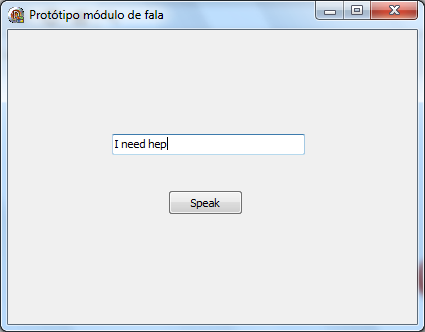 Protótipo módulo de fala
I need hep
Speak